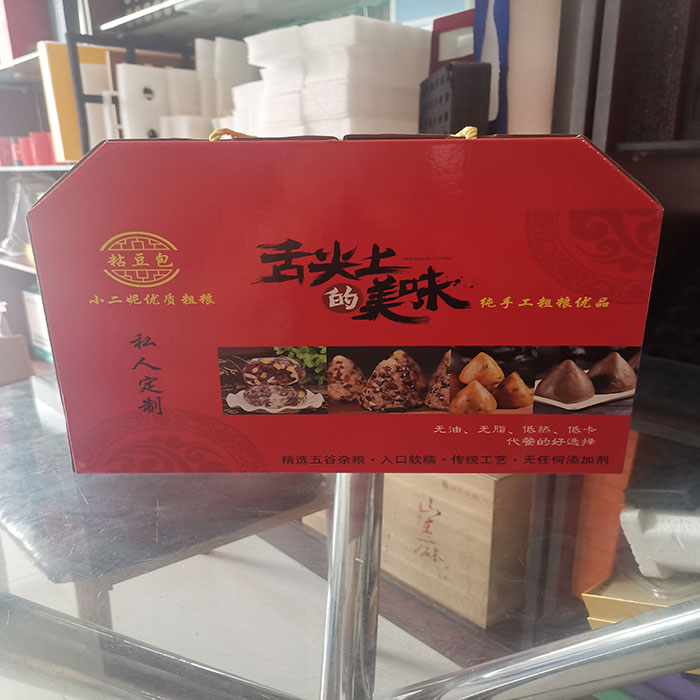 粘豆包
小二妮优质粗粮
舌尖上
的美味
纯手工粗粮优品
私人定制
无油、无脂、低热、低卡
代餐的好选择
精选五谷杂粮·入口软糯·传统工艺·无任何添加剂